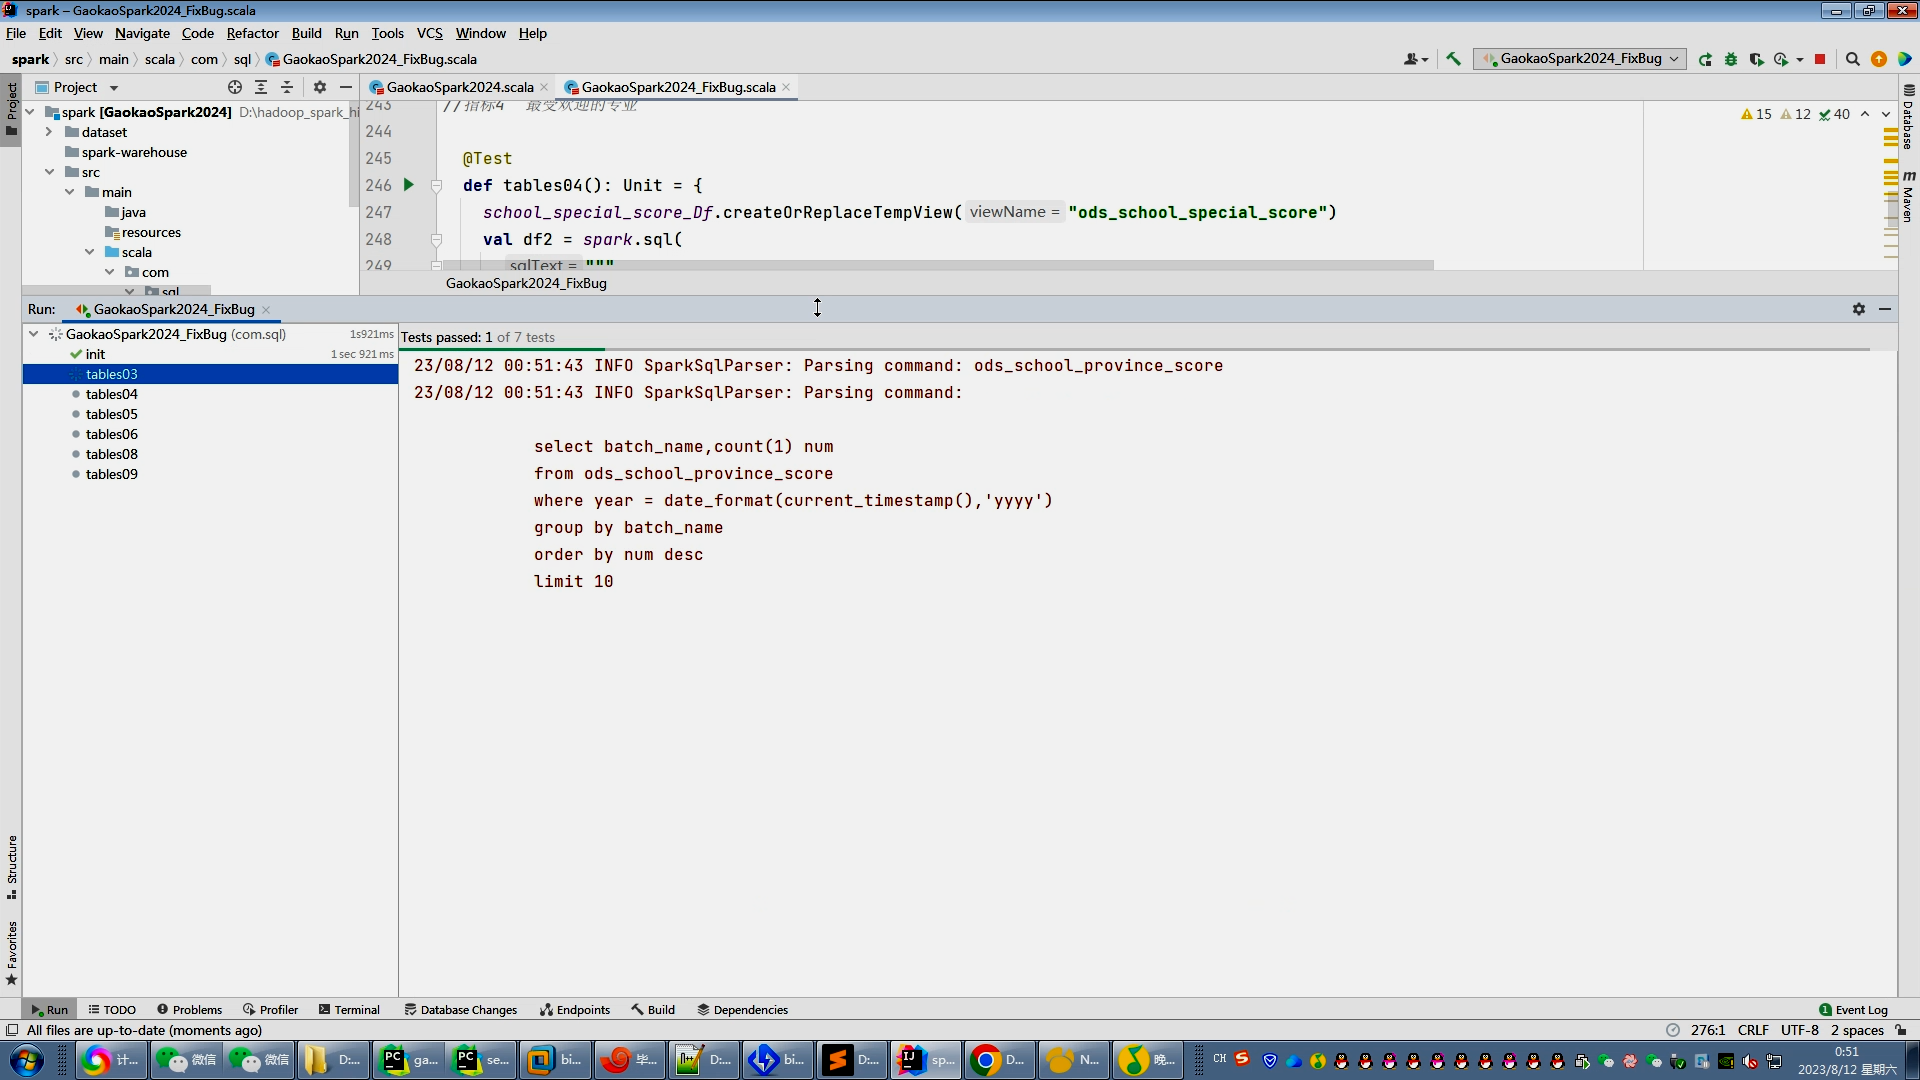 spark – GaokaoSpark2024_FixBug.scala
File Edit View Navigate Code Refactor Build Run Tools VCS Window Help
spark src main scala com sql GaokaoSpark2024_FixBug.scala
GaokaoSpark2024_FixBug
Project
GaokaoSpark2024.scala
GaokaoSpark2024_FixBug.scala
Project
spark [GaokaoSpark2024] D:\hadoop_spark_hi
dataset
spark-warehouse
src
main
java
resources
scala
com
sql
243 //指标4 最受欢迎的专业
15 12 40
244
245 @Test
246 def tables04(): Unit = {
247 school_special_score_Df.createOrReplaceTempView( viewName = "ods_school_special_score")
248 val df2 = spark.sql(
249 sqlText = """
GaokaoSpark2024_FixBug
Database
Maven
Run: GaokaoSpark2024_FixBug
GaokaoSpark2024_FixBug (com.sql) 1s921ms
init 1 sec 921 ms
tables03
tables04
tables05
tables06
tables08
tables09
Tests passed: 1 of 7 tests
23/08/12 00:51:43 INFO SparkSqlParser: Parsing command: ods_school_province_score
23/08/12 00:51:43 INFO SparkSqlParser: Parsing command:
select batch_name,count(1) num
from ods_school_province_score
where year = date_format(current_timestamp(),'yyyy')
group by batch_name
order by num desc
limit 10
Structure
Favorites
Run TODO Problems Profiler Terminal Database Changes Endpoints Build Dependencies
1 Event Log
All files are up-to-date (moments ago)
276:1 CRLF UTF-8 2 spaces
计... 微信 微信 D:... ga... se... bi... 毕... D:... bi... D:... sp... D... N... 晚...
CH
0:51
2023/8/12 星期六